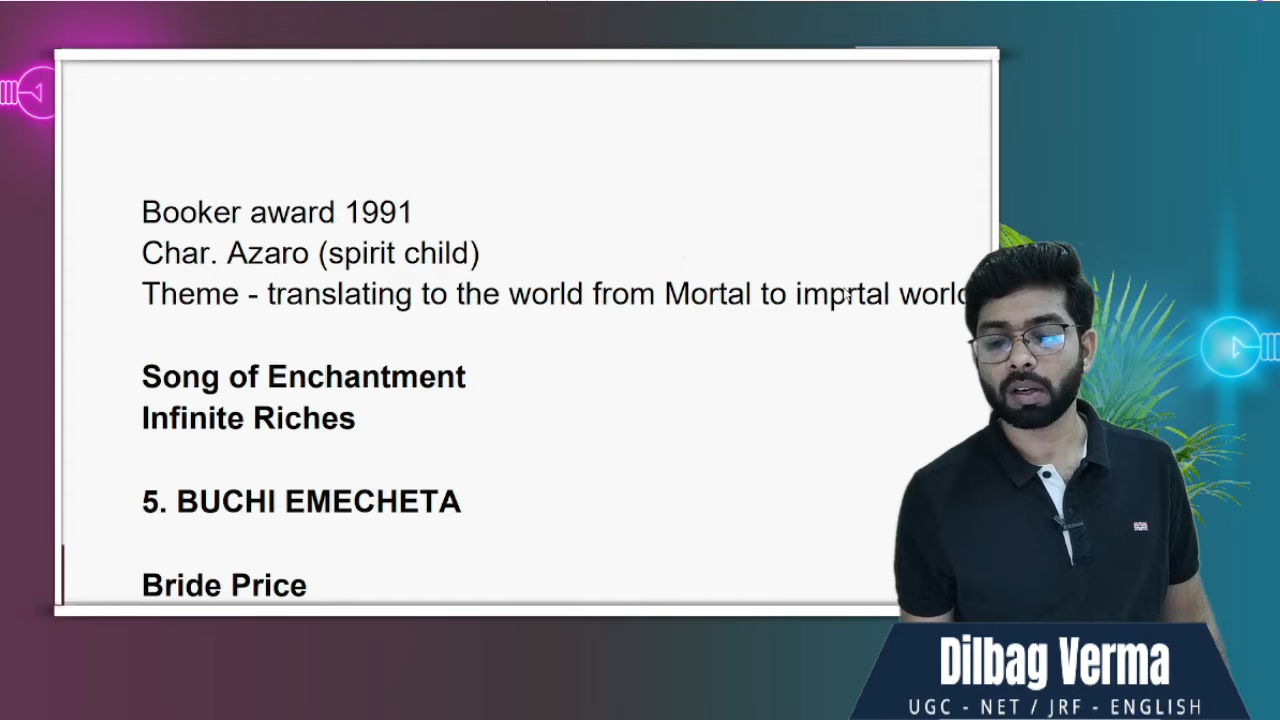 Booker award 1991
Char. Azaro (spirit child)
Theme - translating to the world from Mortal to imprtal world
Song of Enchantment
Infinite Riches
5. BUCHI EMECHETA
Bride Price
Dilbag Verma
UGC - NET / JRF - ENGLISH